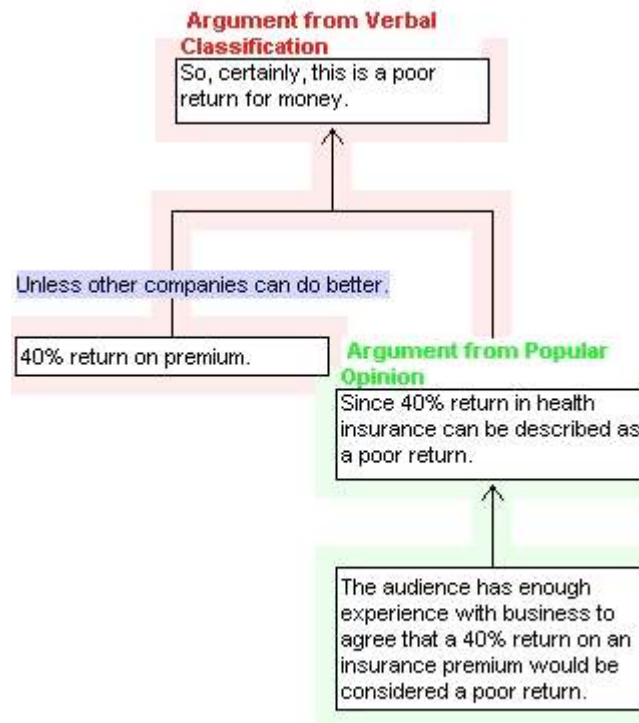 Argument from Verbal
Classification
So, certainly, this is a poor
return for money.
Unless other companies can do better.
40% return on premium.
Argument from Popular
Opinion
Since 40% return in health
insurance can be described as
a poor return.
The audience has enough
experience with business to
agree that a 40% return on an
insurance premium would be
considered a poor return.